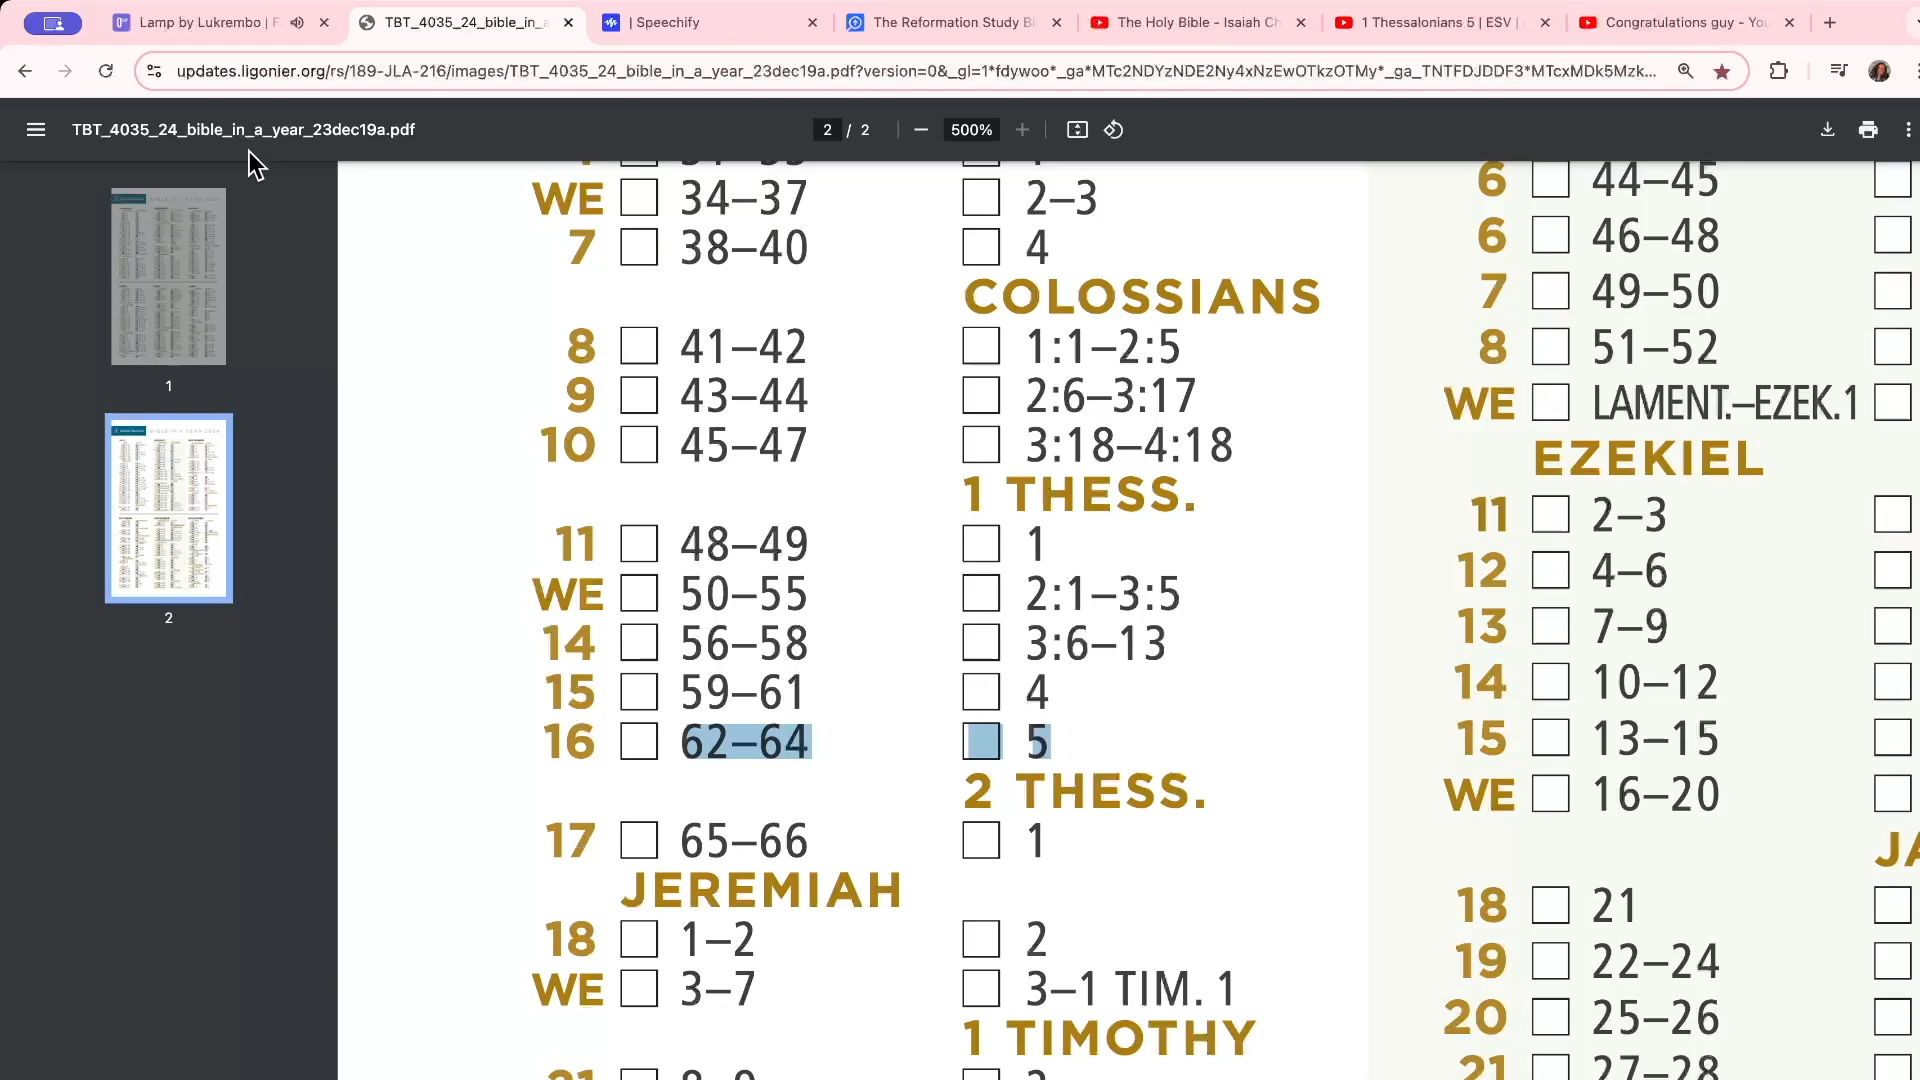 Lamp by Lukrembo | F
TBT_4035_24_bible_in_a_
| Speechify
The Reformation Study Bi
The Holy Bible - Isaiah Ch
1 Thessalonians 5 | ESV |
Congratulations guy - You
updates.ligonier.org/rs/189-JLA-216/images/TBT_4035_24_bible_in_a_year_23dec19a.pdf?version=0&_gl=1*fdywoo*_ga*MTc2NDYzNDE2Ny4xNzEwOTkzOTMy*_ga_TNTFDJDDF3*MTcxMDk5Mzk...
TBT_4035_24_bible_in_a_year_23dec19a.pdf
2 / 2
500%
1
2
WE 34–37 2–3
7 38–40 4
COLOSSIANS
8 41–42 1:1–2:5
9 43–44 2:6–3:17
10 45–47 3:18–4:18
1 THESS.
11 48–49 1
WE 50–55 2:1–3:5
14 56–58 3:6–13
15 59–61 4
16 62–64 5
2 THESS.
17 65–66 1
JEREMIAH
18 1–2 2
WE 3–7 3–1 TIM. 1
1 TIMOTHY
6 44–45
6 46–48
7 49–50
8 51–52
WE LAMENT.–EZEK.1
EZEKIEL
11 2–3
12 4–6
13 7–9
14 10–12
15 13–15
WE 16–20
JA
18 21
19 22–24
20 25–26
21 27–28